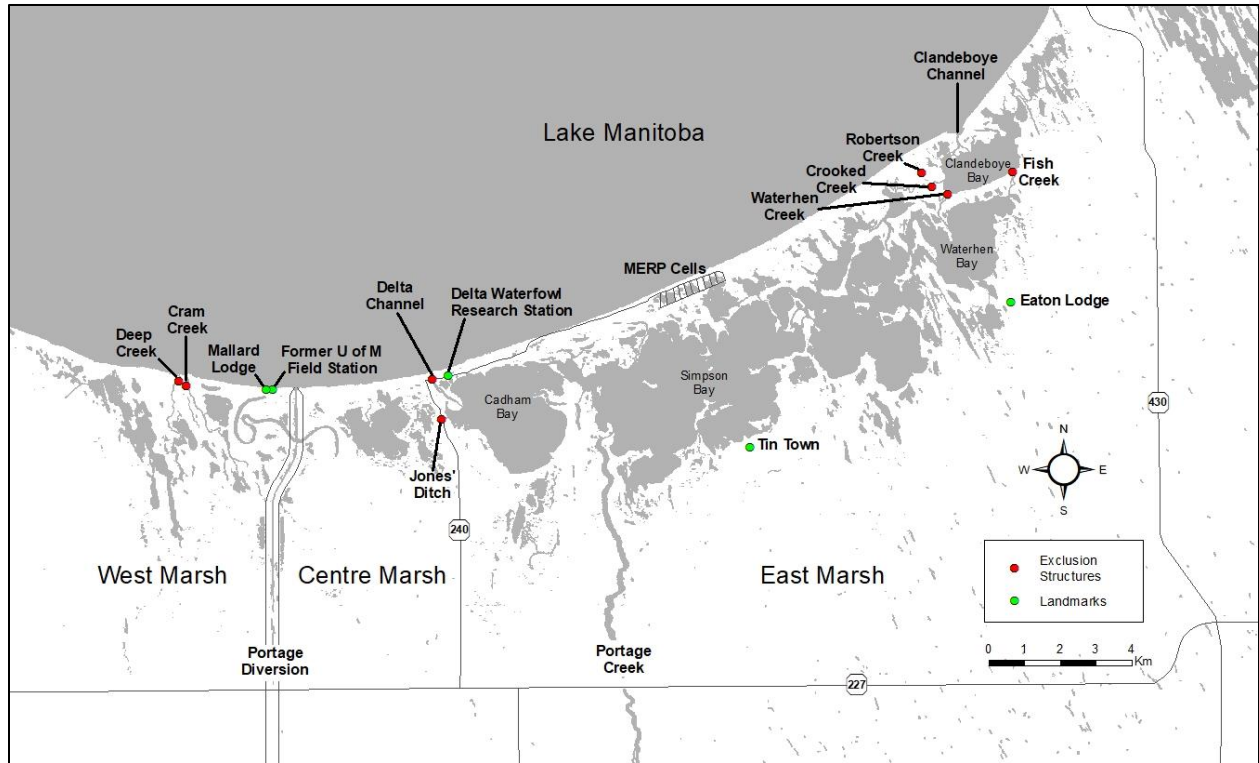 Clandeboye
Channel
Lake Manitoba
Robertson
Creek
Clandeboye
Bay
Fish
Creek
Crooked
Creek
Waterhen
Creek
Waterhen
Bay
MERP Cells
Eaton Lodge
Delta
Channel
Delta Waterfowl
Research Station
Cram
Creek
Deep
Creek
Mallard
Lodge
Former U of M
Field Station
Simpson
Bay
Cadham
Bay
430
Tin Town
N
W
E
S
Jones'
Ditch
240
West Marsh
Centre Marsh
East Marsh
Exclusion
Structures
Landmarks
Portage
Diversion
Portage
Creek
0 1 2 3 4
Km
227